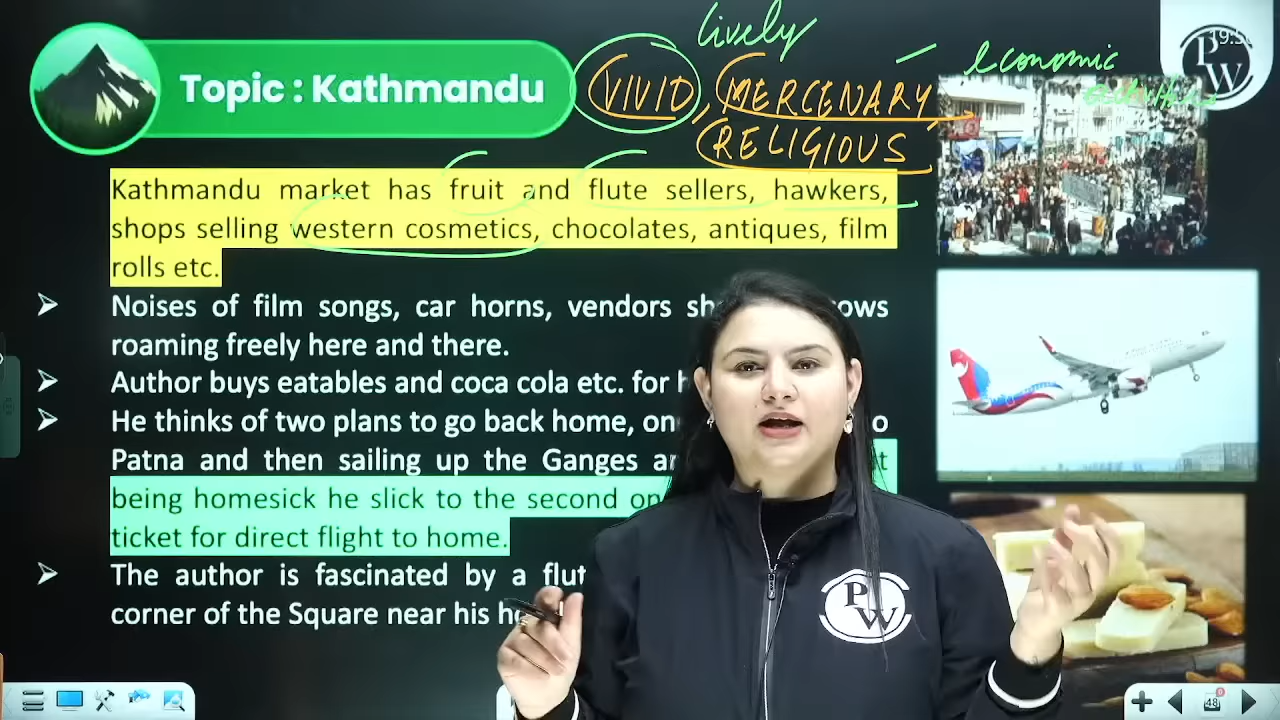 lively
economic
Topic : Kathmandu
VIVID, MERCENARY,
RELIGIOUS
PW
Kathmandu market has fruit and flute sellers, hawkers,
shops selling western cosmetics, chocolates, antiques, film
rolls etc.
Noises of film songs, car horns, vendors
roaming freely here and there.
Author buys eatables and coca cola etc. for
He thinks of two plans to go back home,
Patna and then sailing up the Ganges
being homesick he slick to the second
ticket for direct flight to home.
The author is fascinated by a
corner of the Square near his
PW
48